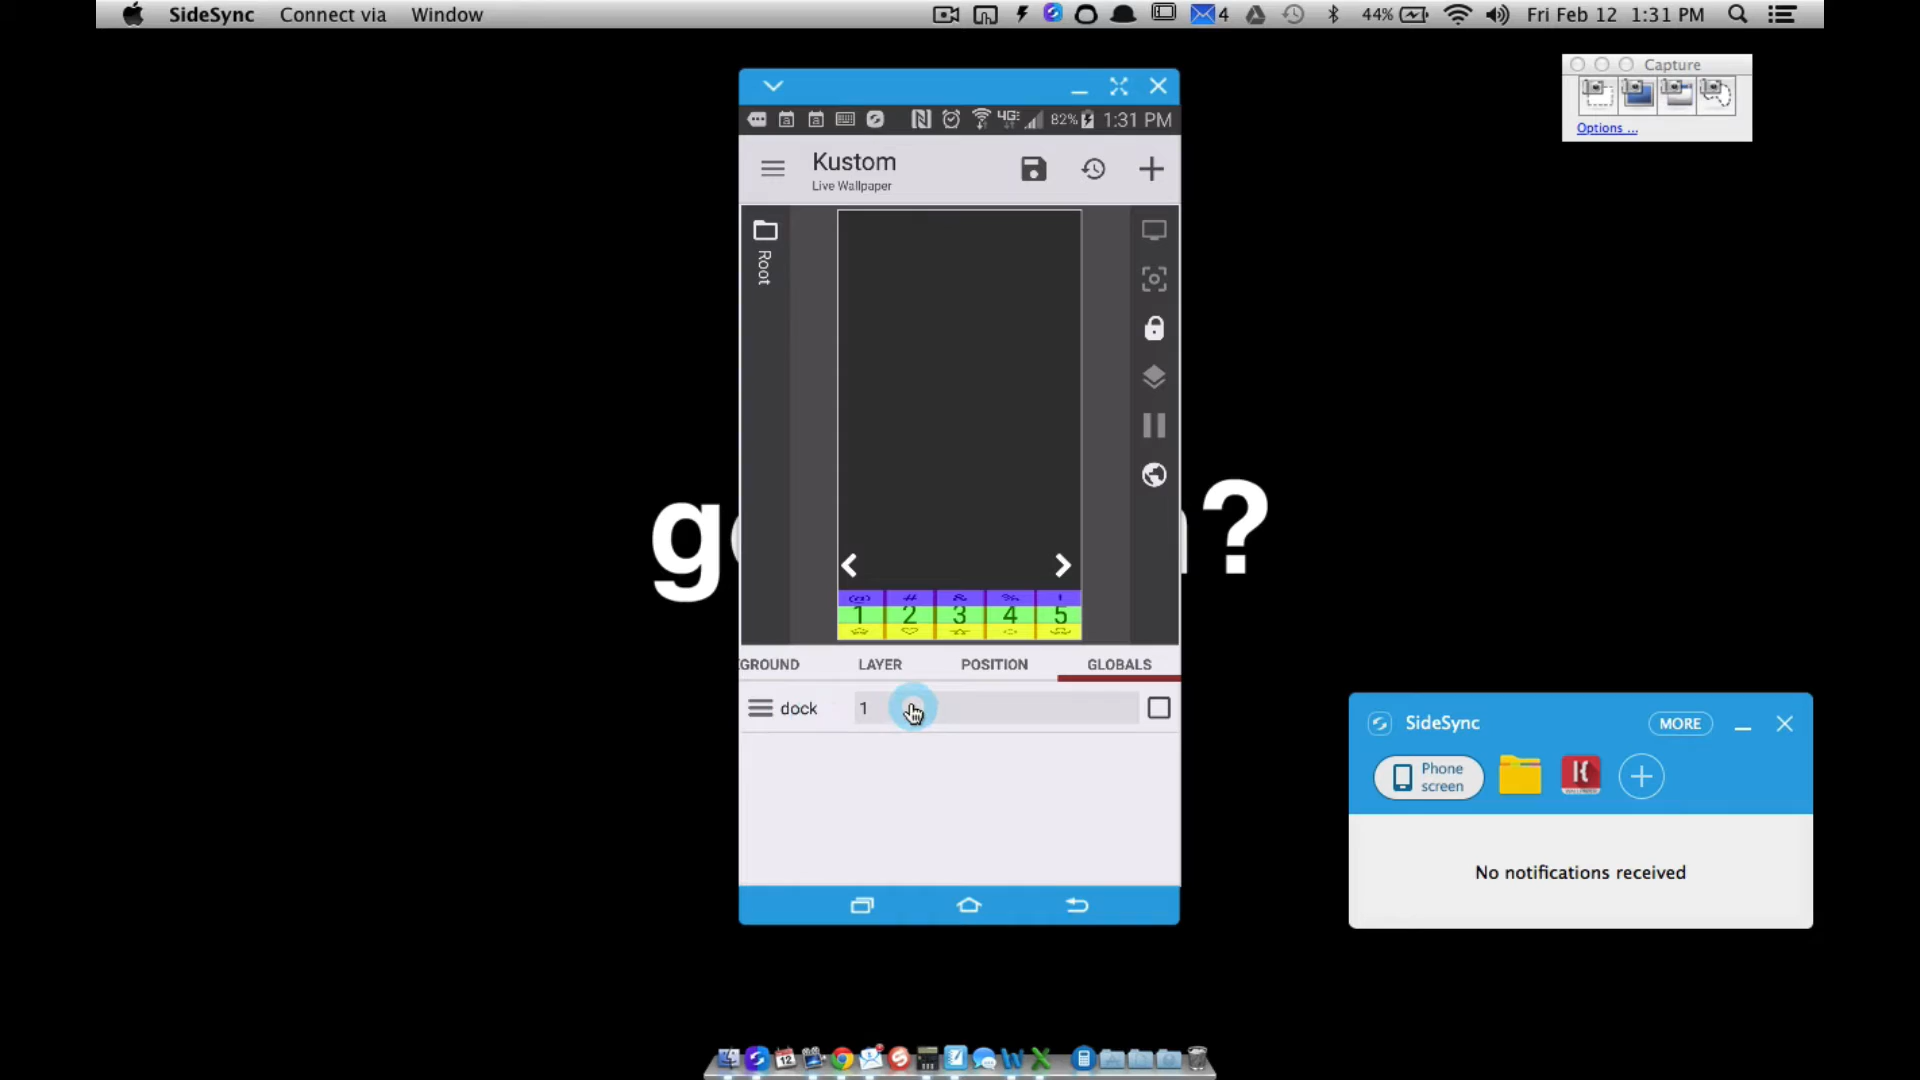 SideSync Connect via Window 4 44% Fri Feb 12 1:31 PM
Capture
Options ...
4G 82% 1:31 PM
Kustom
Live Wallpaper
Root
g ?
@ # & % !
1 2 3 4 5
GROUND LAYER POSITION GLOBALS
dock 1
SideSync MORE
Phone
screen
No notifications received
12